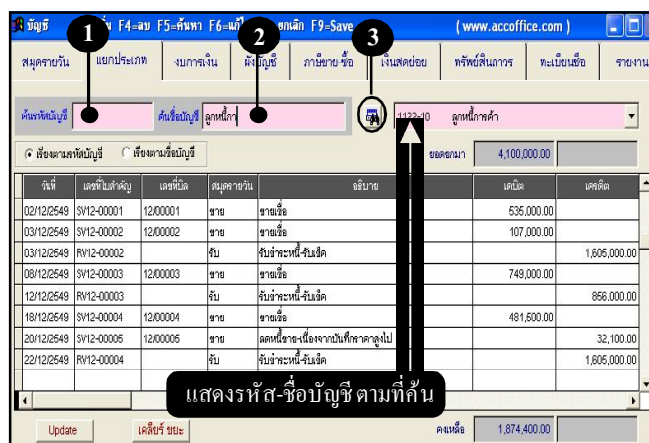 บัญชี F4=ลบ F5=ค้นหา ยกเลิก F9=Save ( www.accoffice.com )
1 2 3
สมุดรายวัน แยกประเภท งบการเงิน ผังบัญชี ภาษีขาย-ซื้อ เงินสดย่อย ทรัพย์สินถาวร ทะเบียนชื่อ รายงาน
ค้นรหัสบัญชี ค้นชื่อบัญชี ลูกหนี้กา 1122-10 ลูกหนี้การค้า
เรียงตามรหัสบัญชี เรียงตามชื่อบัญชี ยอดยกมา 4,100,000.00
วันที่ เลขที่ใบสำคัญ เลขที่บิล สมุดรายวัน อธิบาย เดบิต เครดิต
02/12/2549 SV12-00001 12/00001 ขาย ขายเชื่อ 535,000.00
03/12/2549 SV12-00002 12/00002 ขาย ขายเชื่อ 107,000.00
03/12/2549 RV12-00002 รับ รับชำระหนี้-รับเช็ค 1,605,000.00
08/12/2549 SV12-00003 12/00003 ขาย ขายเชื่อ 749,000.00
12/12/2549 RV12-00003 รับ รับชำระหนี้-รับเช็ค 856,000.00
18/12/2549 SV12-00004 12/00004 ขาย ขายเชื่อ 481,500.00
20/12/2549 SV12-00005 12/00005 ขาย ลดหนี้ขาย-เนื่องจากบันทึกราคาสูงไป 32,100.00
22/12/2549 RV12-00004 รับ รับชำระหนี้-รับเช็ค 1,605,000.00
แสดงรหัส-ชื่อบัญชี ตามที่ค้น
Update เคลียร์ ขยะ คงเหลือ 1,874,400.00